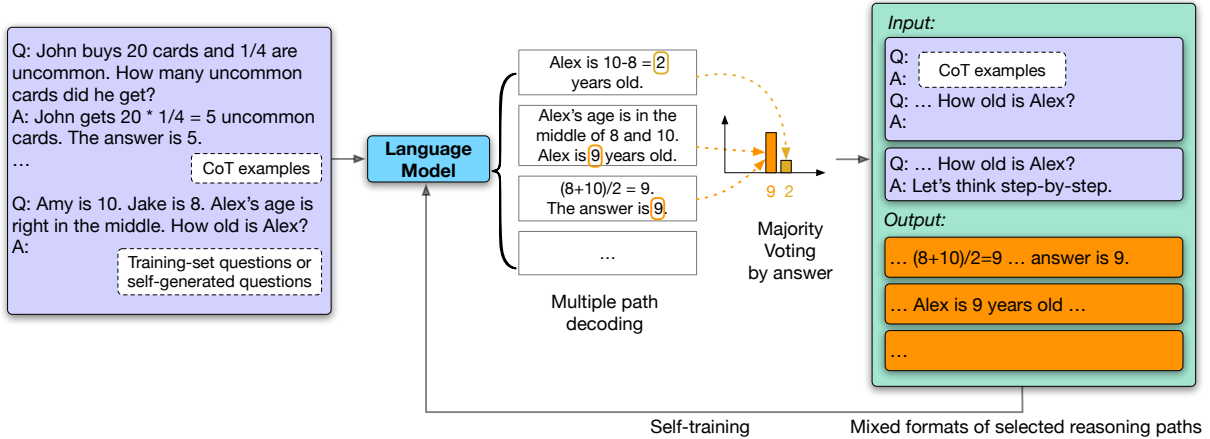 Q: John buys 20 cards and 1/4 are
uncommon. How many uncommon
cards did he get?
A: John gets 20 * 1/4 = 5 uncommon
cards. The answer is 5.
…
CoT examples
Q: Amy is 10. Jake is 8. Alex's age is
right in the middle. How old is Alex?
A:
Training-set questions or
self-generated questions
Language
Model
Alex is 10-8 = 2
years old.
Alex's age is in the
middle of 8 and 10.
Alex is 9 years old.
(8+10)/2 = 9.
The answer is 9.
…
Multiple path
decoding
9 2
Majority
Voting
by answer
Input:
Q:
A:
CoT examples
Q: … How old is Alex?
A:
Q: … How old is Alex?
A: Let's think step-by-step.
Output:
… (8+10)/2=9 … answer is 9.
… Alex is 9 years old …
…
Self-training
Mixed formats of selected reasoning paths